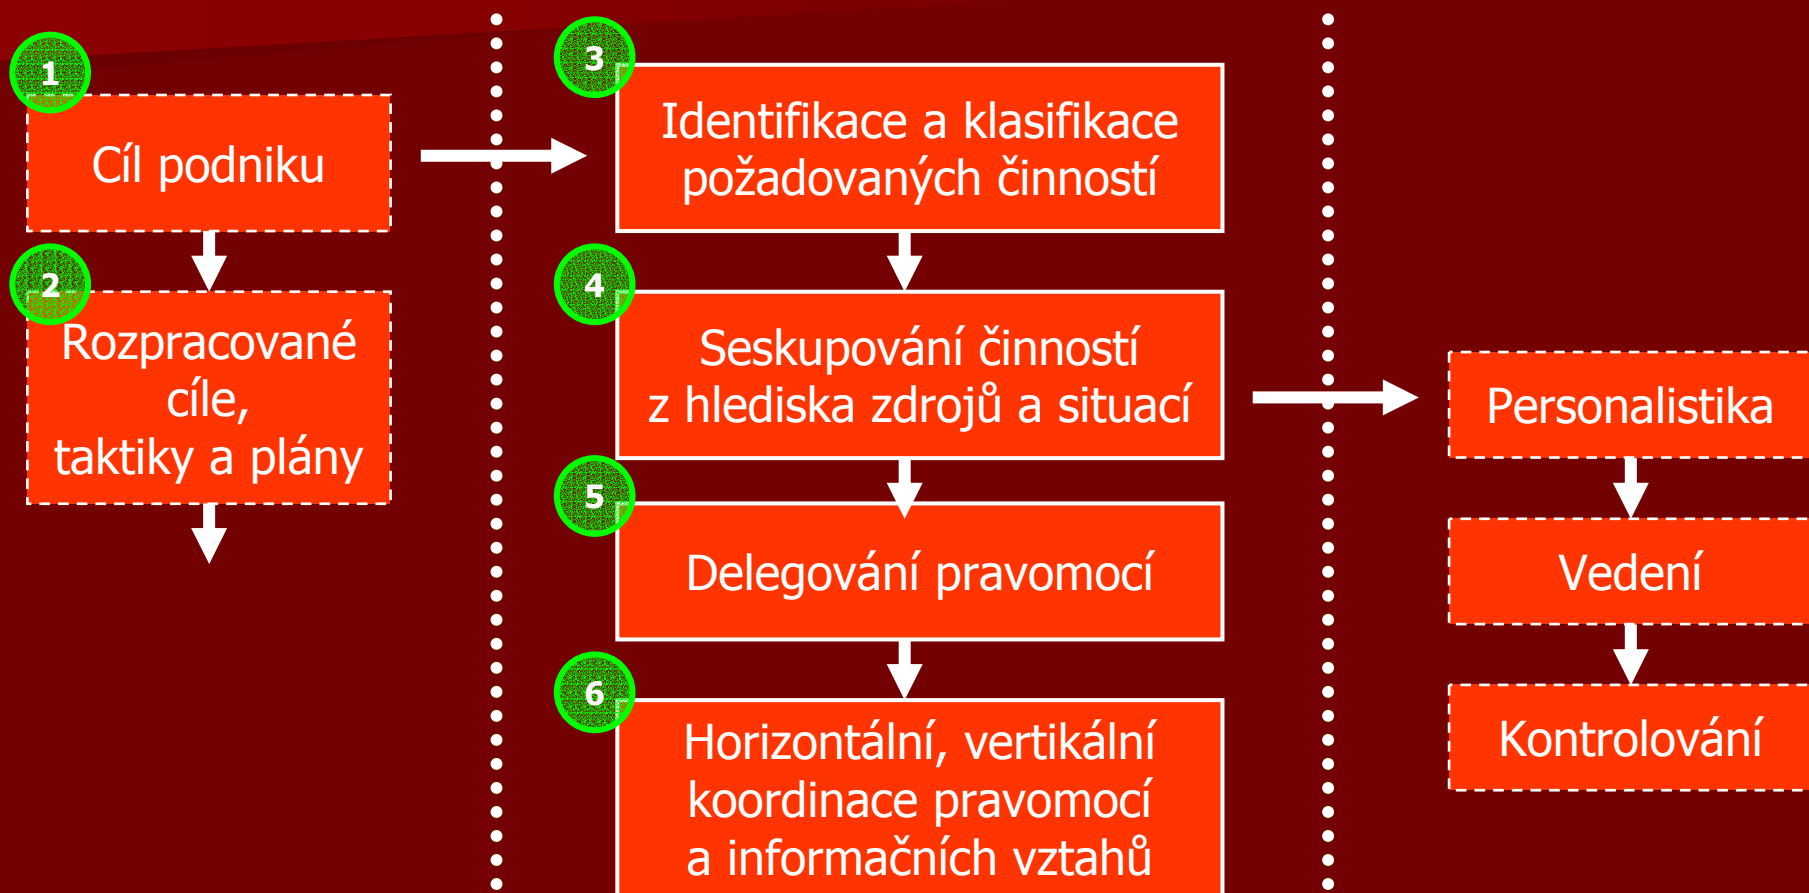 1
Cíl podniku
2
Rozpracované
cíle,
taktiky a plány
3
Identifikace a klasifikace
požadovaných činností
4
Seskupování činností
z hlediska zdrojů a situací
5
Delegování pravomocí
6
Horizontální, vertikální
koordinace pravomocí
a informačních vztahů
Personalistika
Vedení
Kontrolování